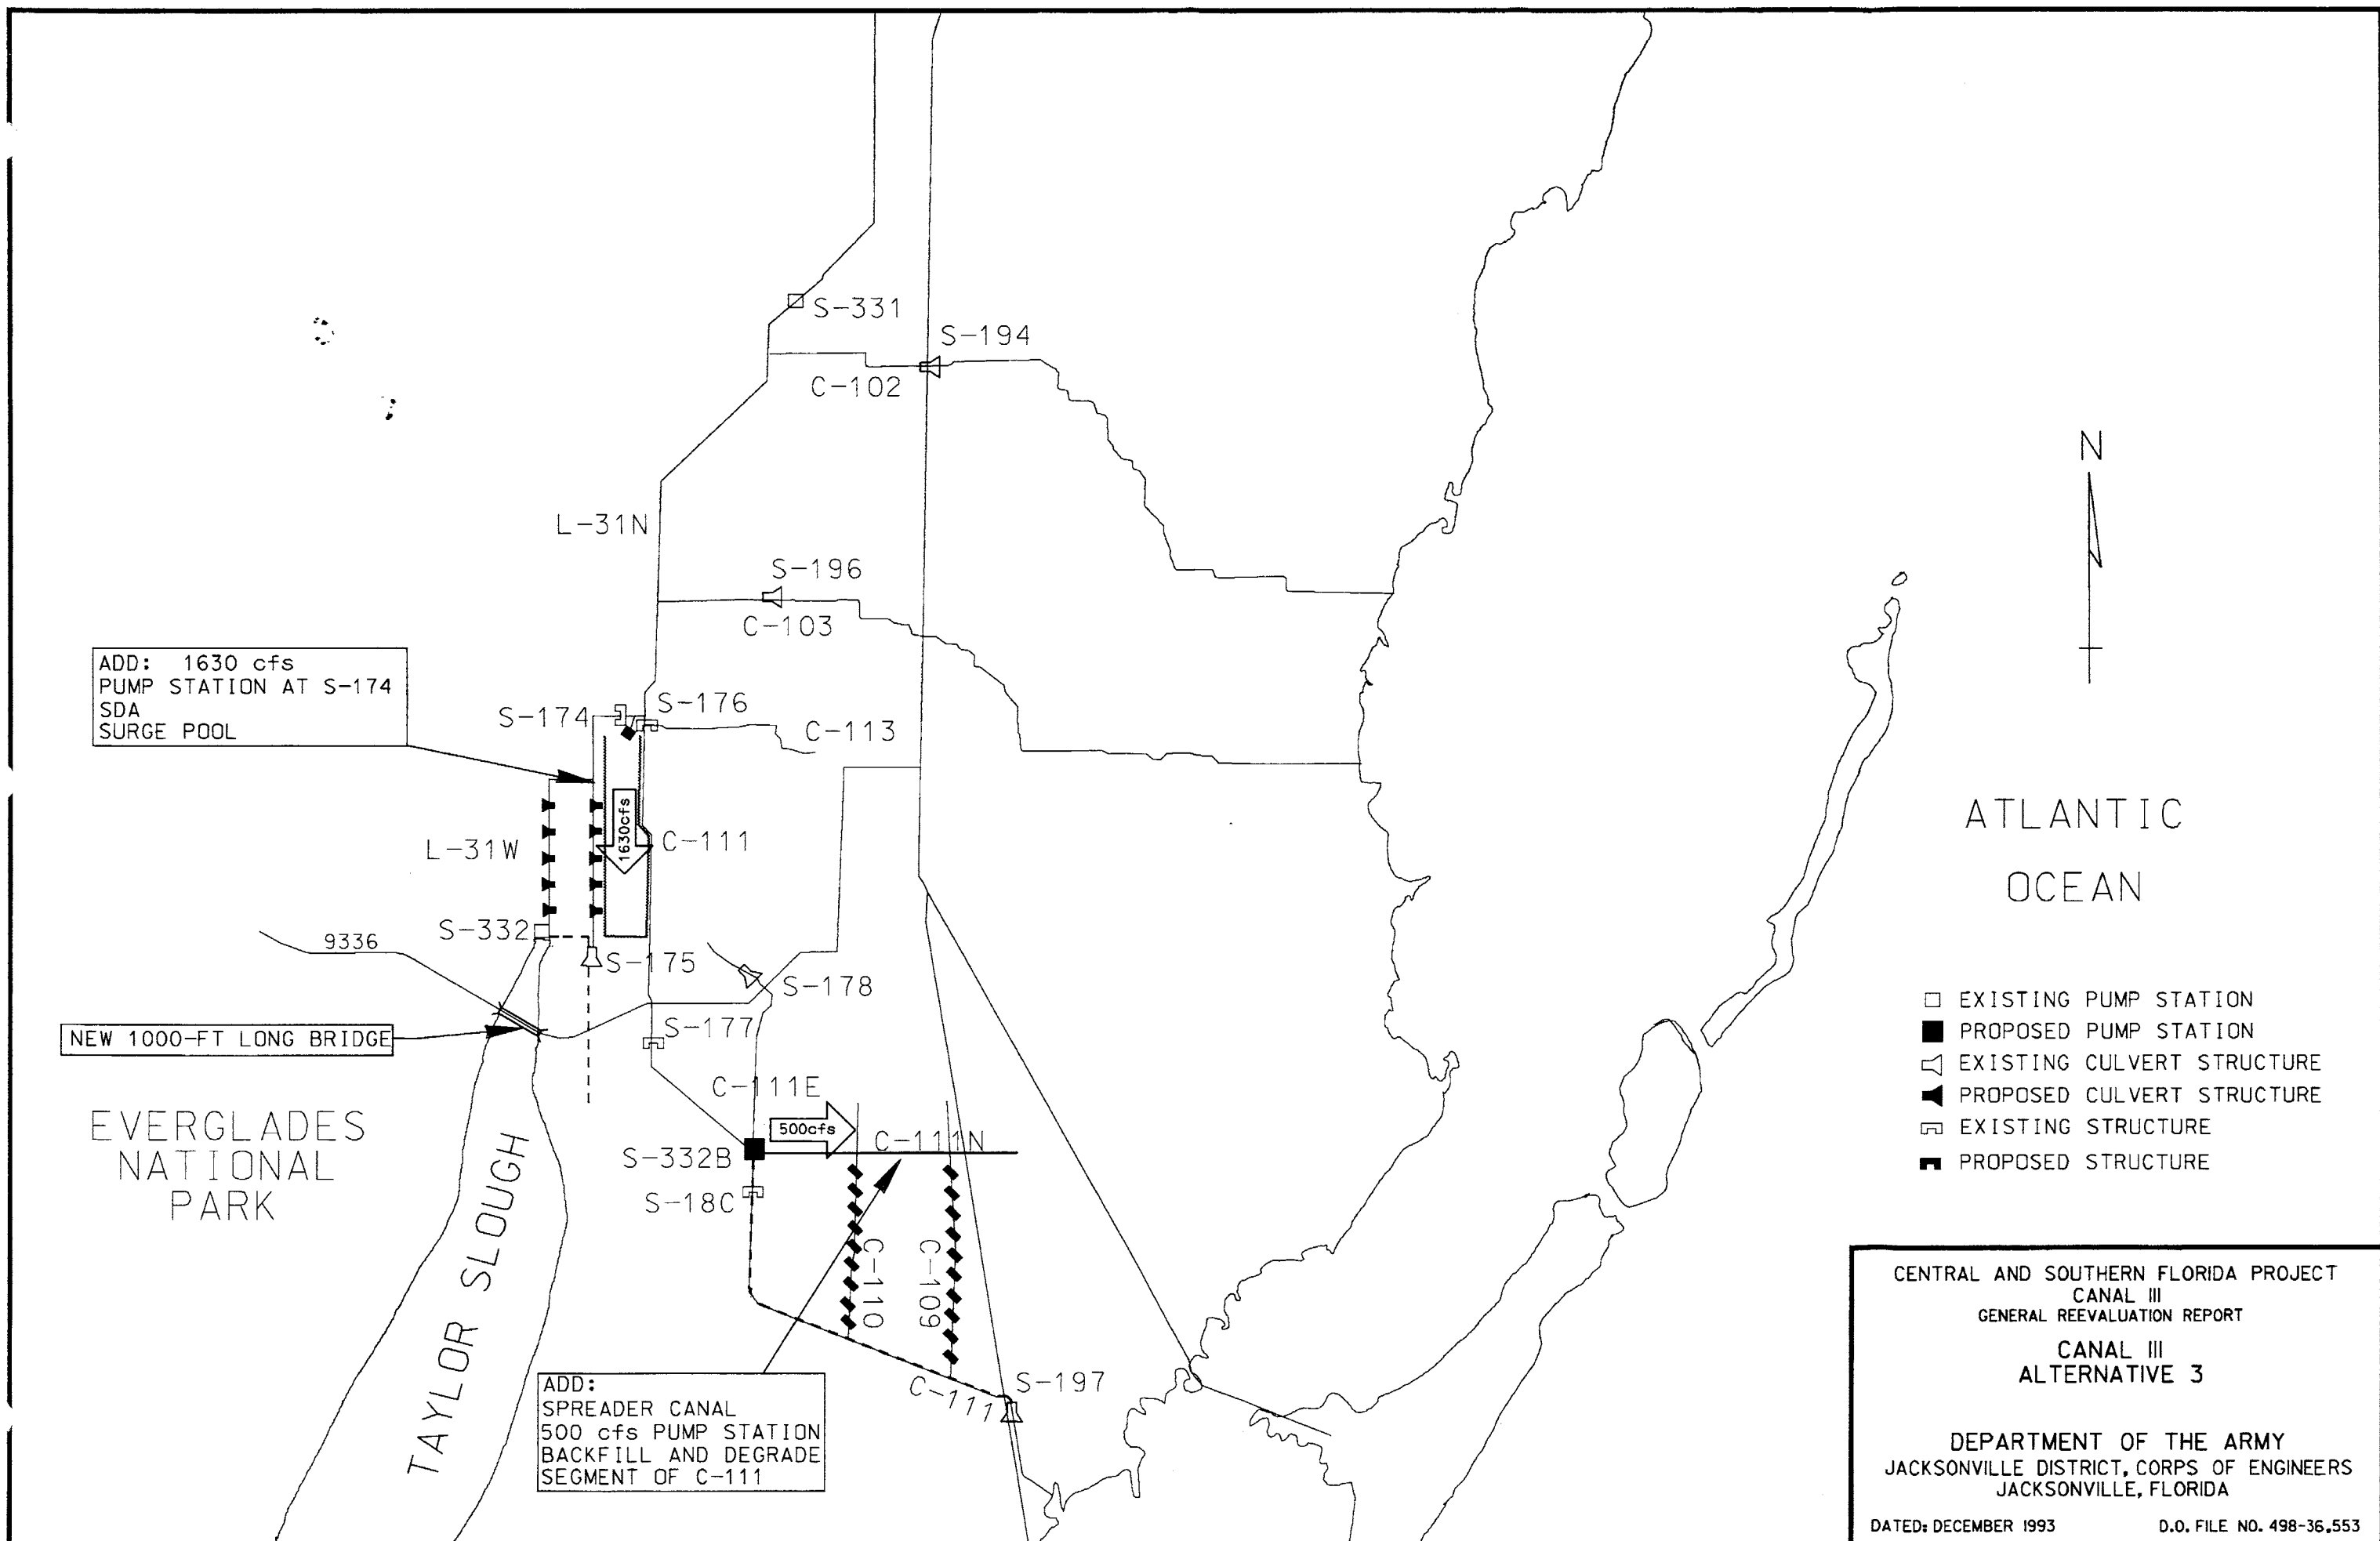 S-331
S-194
C-102
N
L-31N
S-196
C-103
ADD: 1630 cfs
PUMP STATION AT S-174
SDA
SURGE POOL
S-174
S-176
C-113
1630cfs
C-111
L-31W
ATLANTIC
OCEAN
S-332
9336
S-175
S-178
NEW 1000-FT LONG BRIDGE
S-177
□ EXISTING PUMP STATION
■ PROPOSED PUMP STATION
EXISTING CULVERT STRUCTURE
PROPOSED CULVERT STRUCTURE
EXISTING STRUCTURE
PROPOSED STRUCTURE
C-111E
500cfs
C-111N
S-332B
S-18C
EVERGLADES
NATIONAL
PARK
TAYLOR SLOUGH
C-110
C-109
C-111
S-197
ADD:
SPREADER CANAL
500 cfs PUMP STATION
BACKFILL AND DEGRADE
SEGMENT OF C-111
CENTRAL AND SOUTHERN FLORIDA PROJECT
CANAL III
GENERAL REEVALUATION REPORT
CANAL III
ALTERNATIVE 3
DEPARTMENT OF THE ARMY
JACKSONVILLE DISTRICT, CORPS OF ENGINEERS
JACKSONVILLE, FLORIDA
DATED: DECEMBER 1993
D.O. FILE NO. 498-36,553